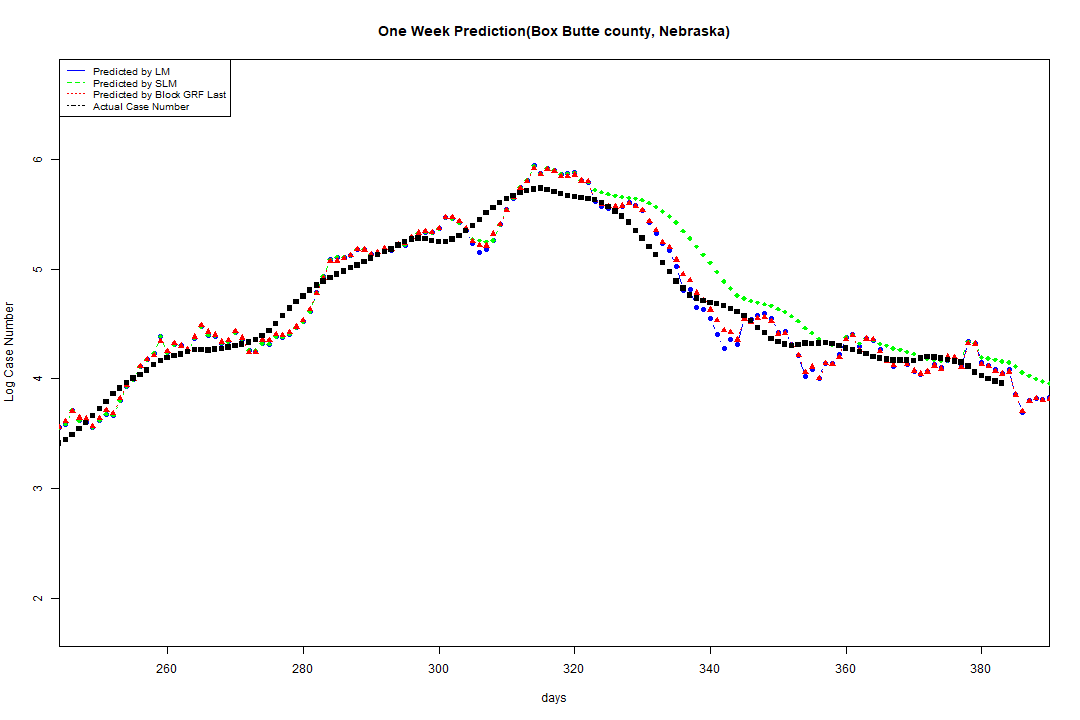 One Week Prediction(Box Butte county, Nebraska)
Predicted by LM
Predicted by SLM
Predicted by Block GRF Last
Actual Case Number
6
5
4
3
2
Log Case Number
260 280 300 320 340 360 380
days